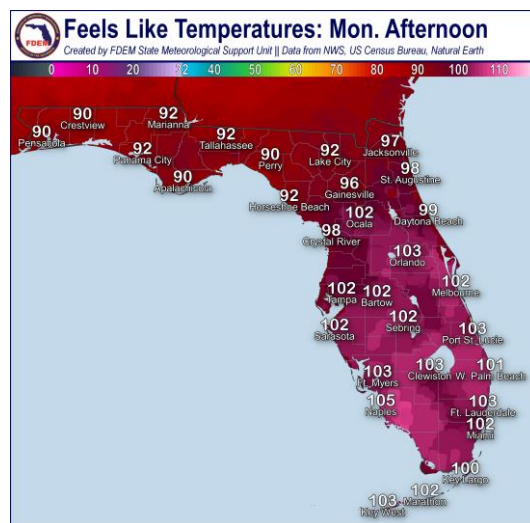 Feels Like Temperatures: Mon. Afternoon
Created by FDEM State Meteorological Support Unit || Data from NWS, US Census Bureau, Natural Earth
0 10 20 32 40 50 60 70 80 90 100 110
90
Crestview
92
Marianna
90
Pensacola
92
Panama City
92
Tallahassee
90
Perry
92
Lake City
97
Jacksonville
90
Apalachicola
98
St. Augustine
96
Gainesville
92
Horseshoe Beach
102
Ocala
99
Daytona Beach
98
Crystal River
103
Orlando
102
Melbourne
102
Tampa
102
Bartow
102
Sarasota
102
Sebring
103
Port St. Lucie
103
Ft. Myers
103
Clewiston
101
W. Palm Beach
105
Naples
103
Ft. Lauderdale
102
Miami
100
Key Largo
102
Marathon
103
Key West